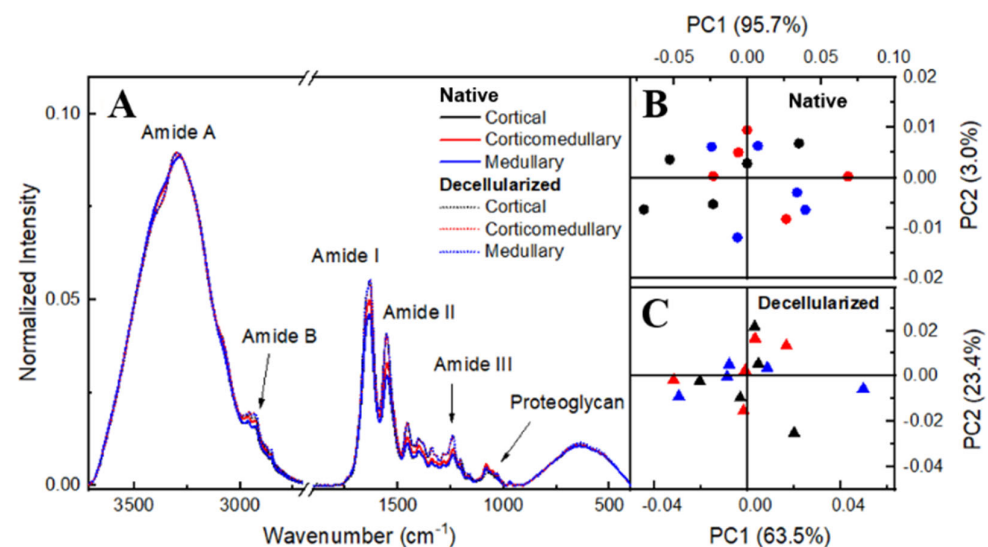 PC1 (95.7%)
-0.05 0.00 0.05 0.10
A
Amide A
Amide I
Amide II
Amide B
Amide III
Proteoglycan
Native
Cortical
Corticomedullary
Medullary
Decellularized
Cortical
Corticomedullary
Medullary
0.10
0.05
0.00
Normalized Intensity
3500 3000 1500 1000 500
Wavenumber (cm⁻¹)
B
Native
0.02
0.01
0.00
-0.01
-0.02
PC2 (3.0%)
C
Decellularized
0.02
0.00
-0.02
-0.04
PC2 (23.4%)
-0.04 0.00 0.04
PC1 (63.5%)